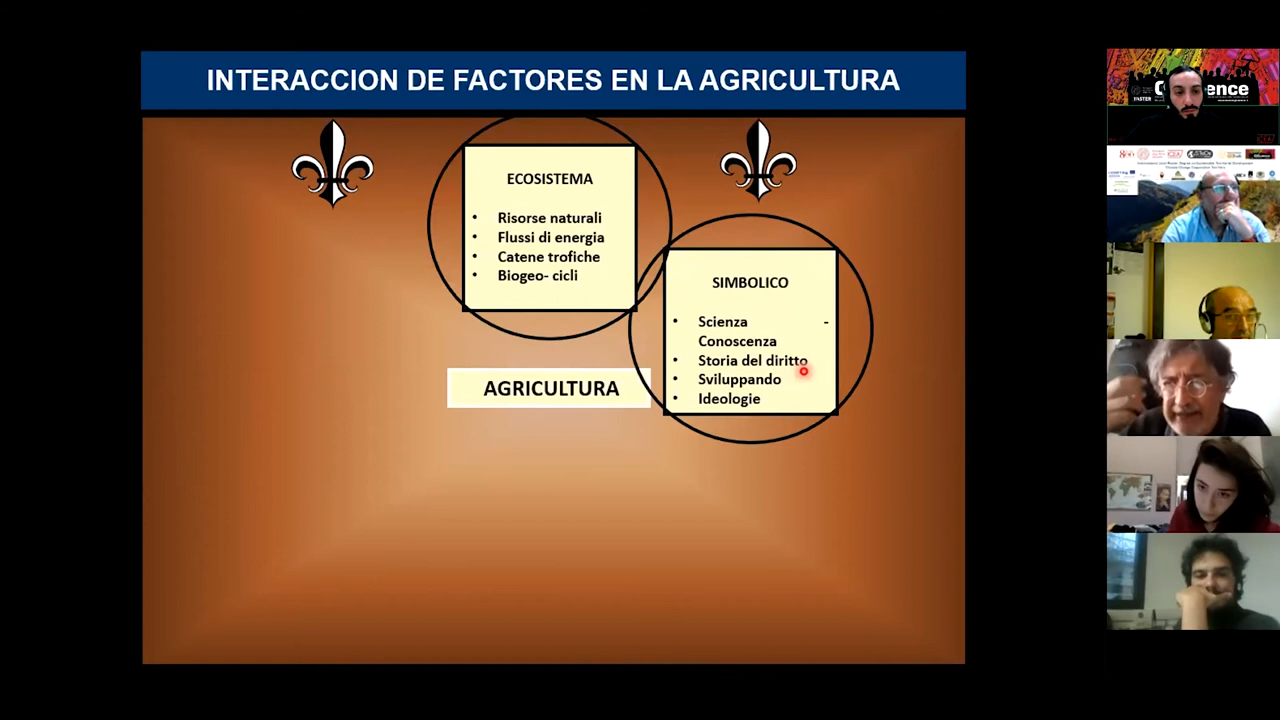 INTERACCION DE FACTORES EN LA AGRICULTURA
ECOSISTEMA
• Risorse naturali
• Flussi di energia
• Catene trofiche
• Biogeo- cicli
SIMBOLICO
• Scienza -
Conoscenza
• Storia del diritto
• Sviluppando
• Ideologie
AGRICULTURA